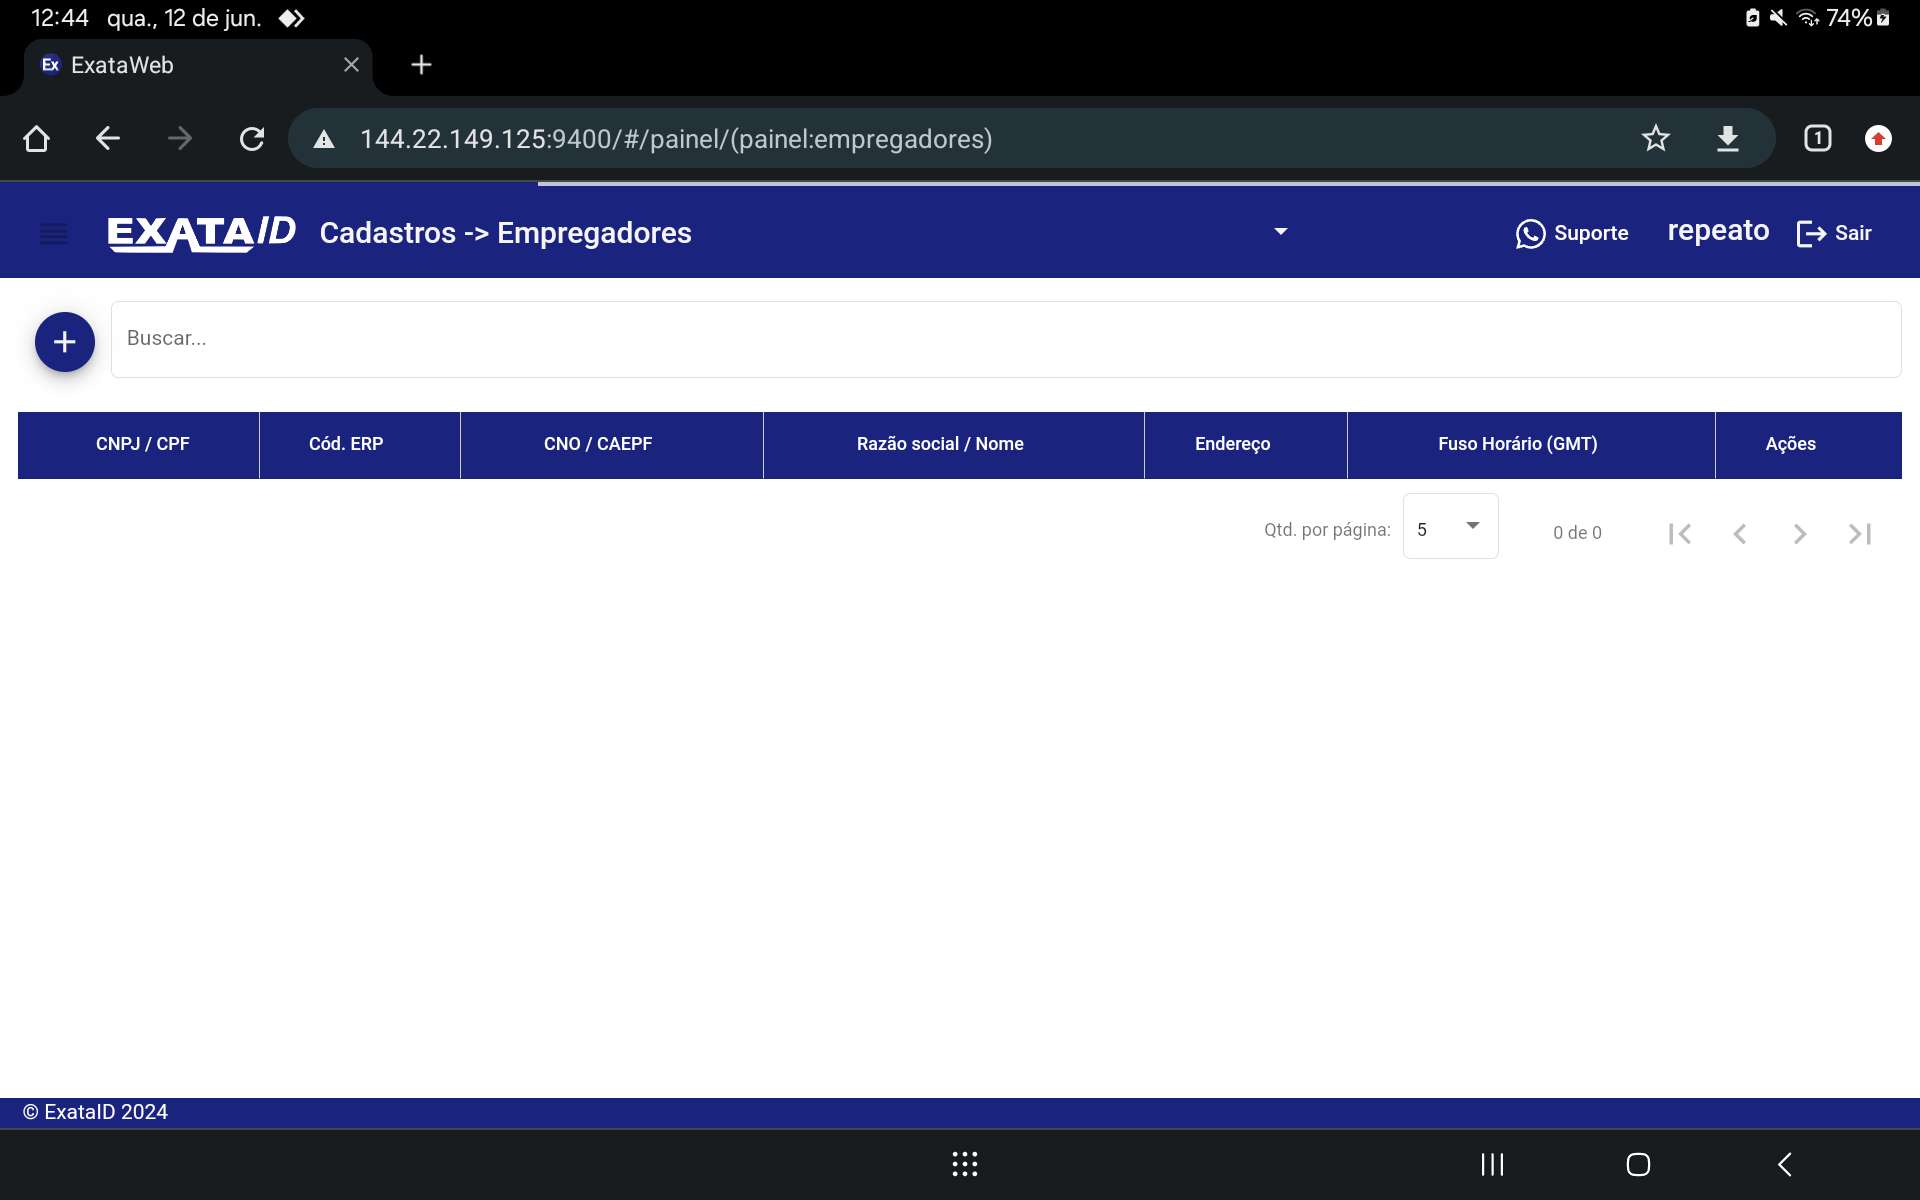 12:44 qua., 12 de jun. 74%
Ex ExataWeb
144.22.149.125:9400/#/painel/(painel:empregadores) 1
EXATAID Cadastros -> Empregadores Suporte repeato Sair
Buscar...
CNPJ / CPF Cód. ERP CNO / CAEPF Razão social / Nome Endereço Fuso Horário (GMT) Ações
Qtd. por página: 5 0 de 0
© ExataID 2024